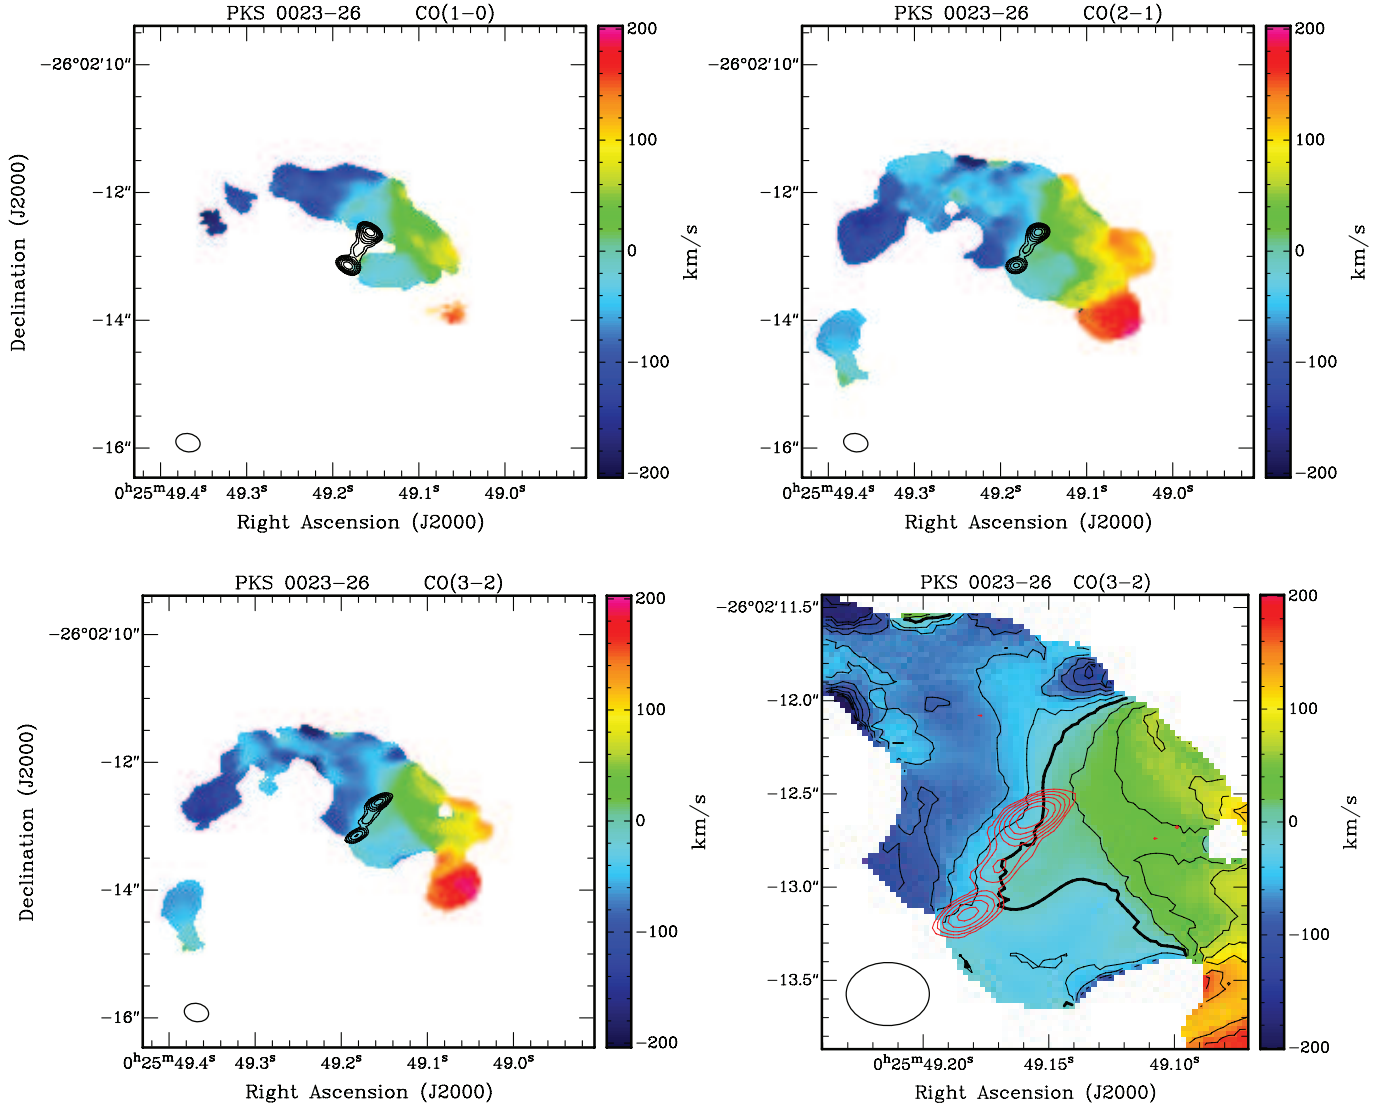 PKS 0023-26 CO(1-0)
PKS 0023-26 CO(2-1)
-26°02'10"
-12"
-14"
-16"
0h25m49.4s 49.3s 49.2s 49.1s 49.0s
Right Ascension (J2000)
Declination (J2000)
200
100
0
-100
-200
km/s
-26°02'10"
-12"
-14"
-16"
0h25m49.4s 49.3s 49.2s 49.1s 49.0s
Right Ascension (J2000)
200
100
0
-100
-200
km/s
PKS 0023-26 CO(3-2)
PKS 0023-26 CO(3-2)
-26°02'10"
-12"
-14"
-16"
0h25m49.4s 49.3s 49.2s 49.1s 49.0s
Right Ascension (J2000)
Declination (J2000)
200
100
0
-100
-200
km/s
-26°02'11.5"
-12.0"
-12.5"
-13.0"
-13.5"
0h25m49.20s 49.15s 49.10s
Right Ascension (J2000)
200
100
0
-100
-200
km/s